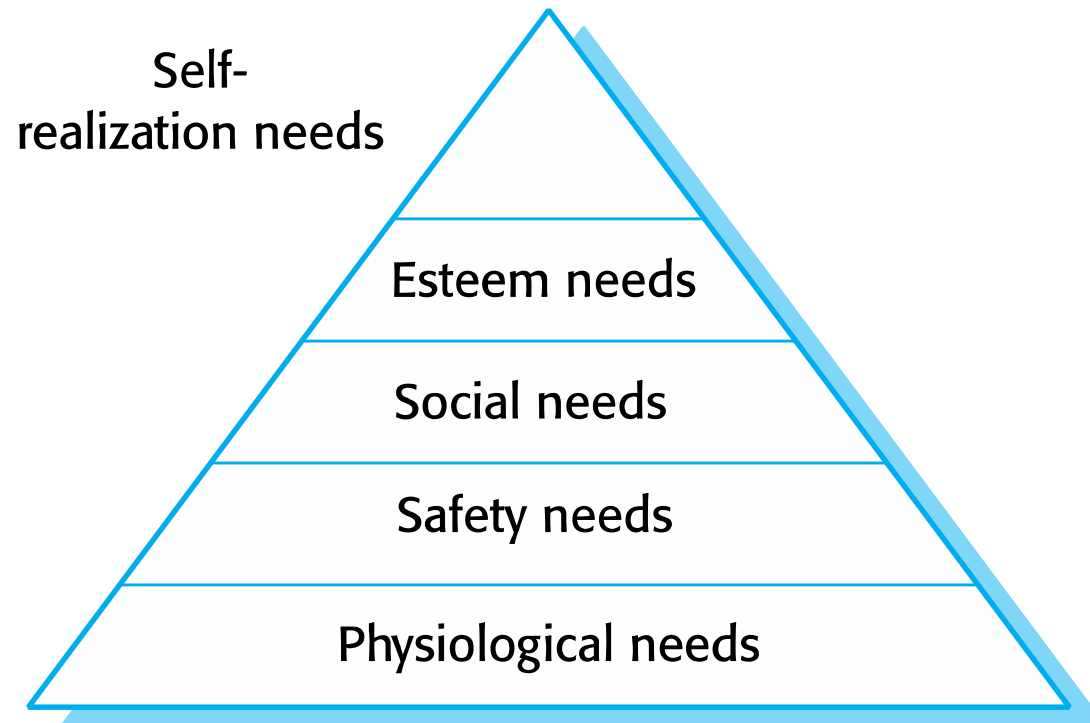 Self-
realization needs
Esteem needs
Social needs
Safety needs
Physiological needs